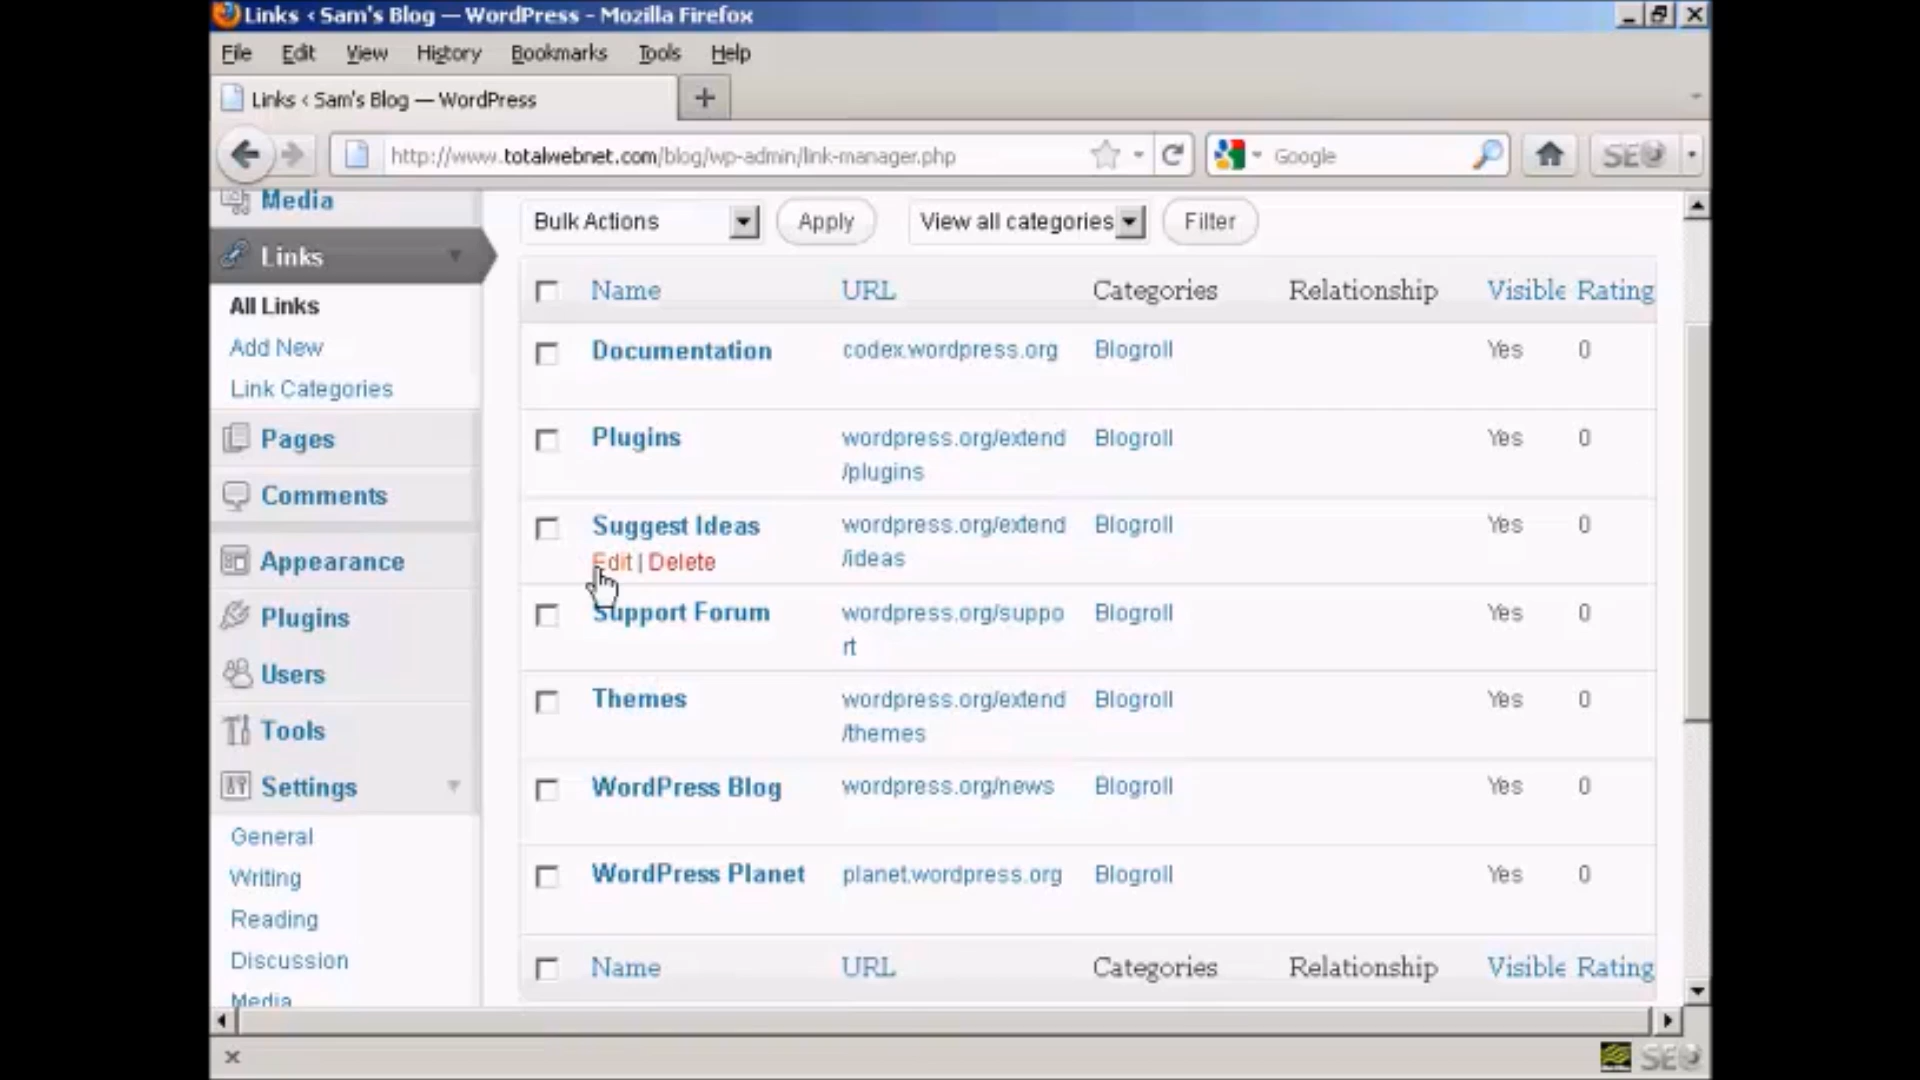 Links ‹ Sam's Blog — WordPress - Mozilla Firefox
File Edit View History Bookmarks Tools Help
Links ‹ Sam's Blog — WordPress
http://www.totalwebnet.com/blog/wp-admin/link-manager.php
Google
SEO
Media
Bulk Actions Apply View all categories Filter
Links
Name URL Categories Relationship Visible Rating
All Links
Add New
Link Categories
Documentation codex.wordpress.org Blogroll Yes 0
Pages
Plugins wordpress.org/extend Blogroll Yes 0
/plugins
Comments
Suggest Ideas wordpress.org/extend Blogroll Yes 0
Edit | Delete /ideas
Appearance
Support Forum wordpress.org/suppo Blogroll Yes 0
rt
Plugins
Users
Themes wordpress.org/extend Blogroll Yes 0
/themes
Tools
Settings
WordPress Blog wordpress.org/news Blogroll Yes 0
General
Writing
WordPress Planet planet.wordpress.org Blogroll Yes 0
Reading
Discussion
Name URL Categories Relationship Visible Rating
Media
SEO